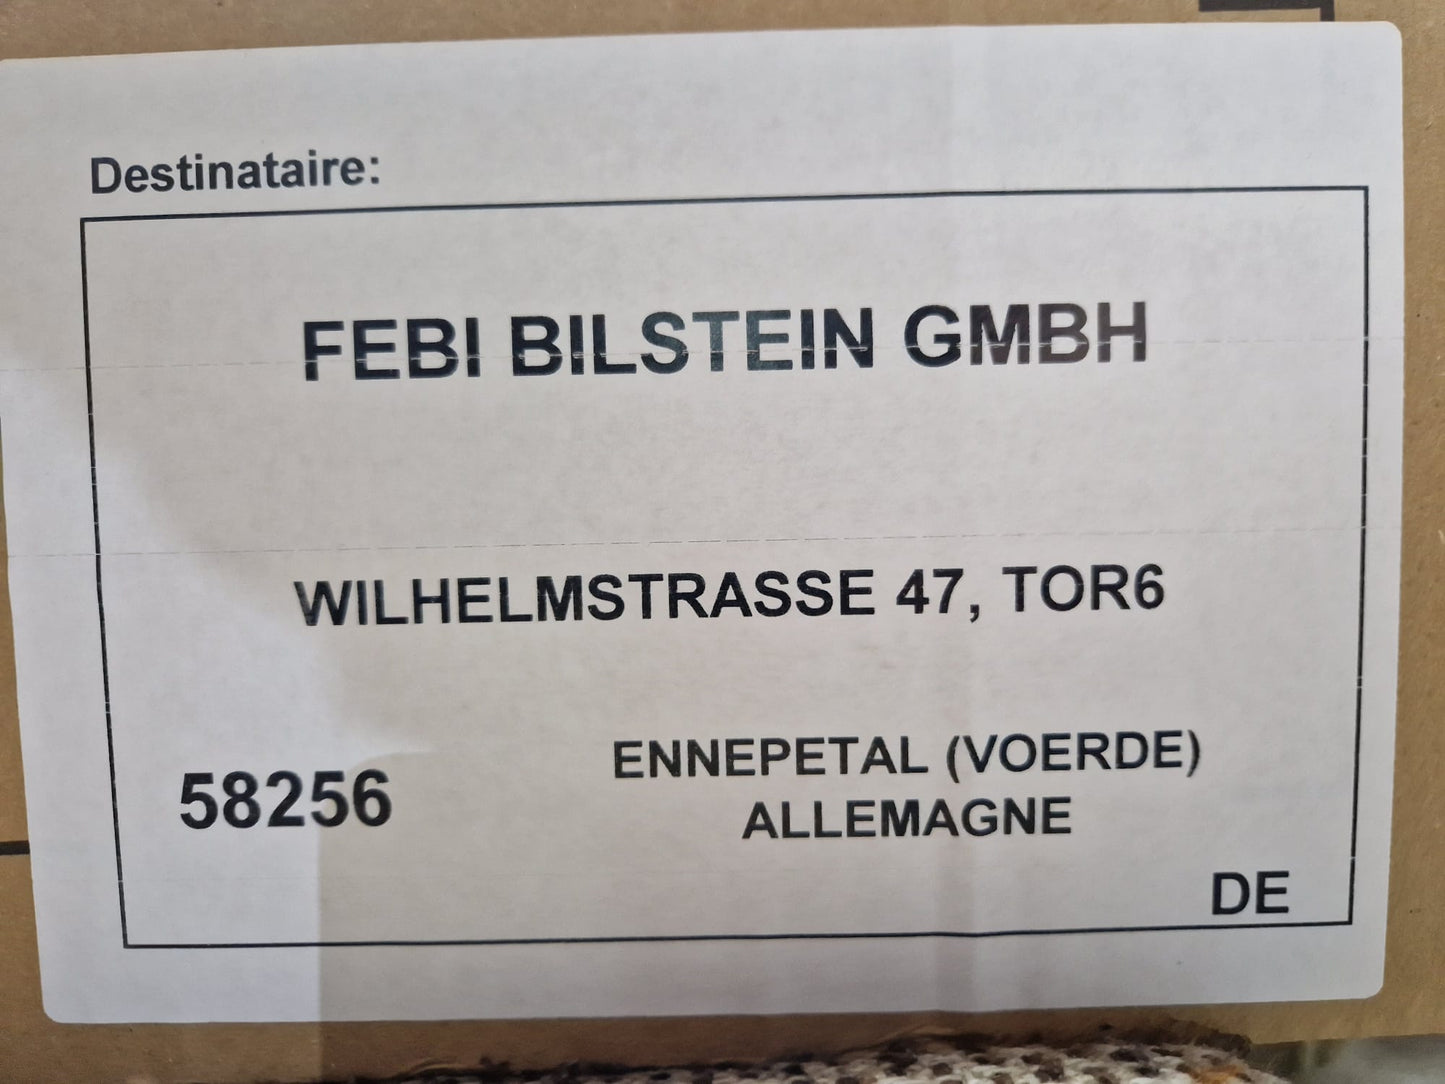 Destinataire:
FEBI BILSTEIN GMBH
WILHELMSTRASSE 47, TOR6
58256
ENNEPETAL (VOERDE)
ALLEMAGNE
DE